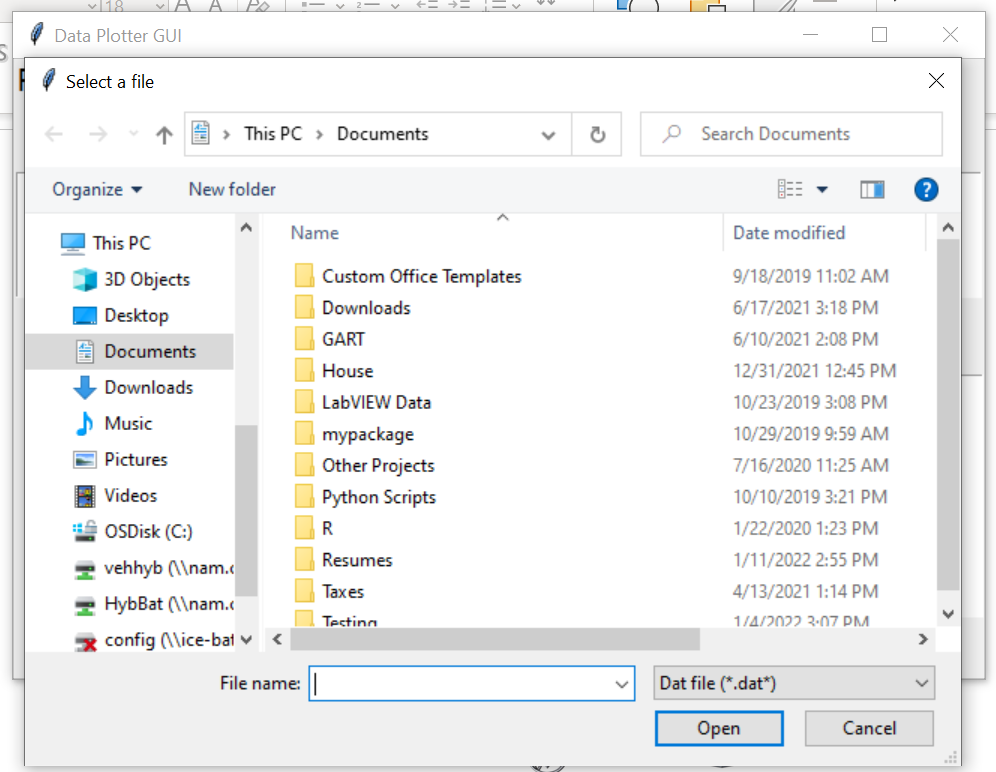 18
Data Plotter GUI
Select a file
This PC > Documents
Search Documents
Organize
New folder
?
Name
Date modified
This PC
3D Objects
Desktop
Documents
Downloads
Music
Pictures
Videos
OSDisk (C:)
vehhyb (\\nam.
HybBat (\\nam.
config (\\ice-bat
Custom Office Templates 9/18/2019 11:02 AM
Downloads 6/17/2021 3:18 PM
GART 6/10/2021 2:08 PM
House 12/31/2021 12:45 PM
LabVIEW Data 10/23/2019 3:08 PM
mypackage 10/29/2019 9:59 AM
Other Projects 7/16/2020 11:25 AM
Python Scripts 10/10/2019 3:21 PM
R 1/22/2020 1:23 PM
Resumes 1/11/2022 2:55 PM
Taxes 4/13/2021 1:14 PM
Testing 1/4/2022 3:07 PM
File name:
Dat file (*.dat*)
Open
Cancel